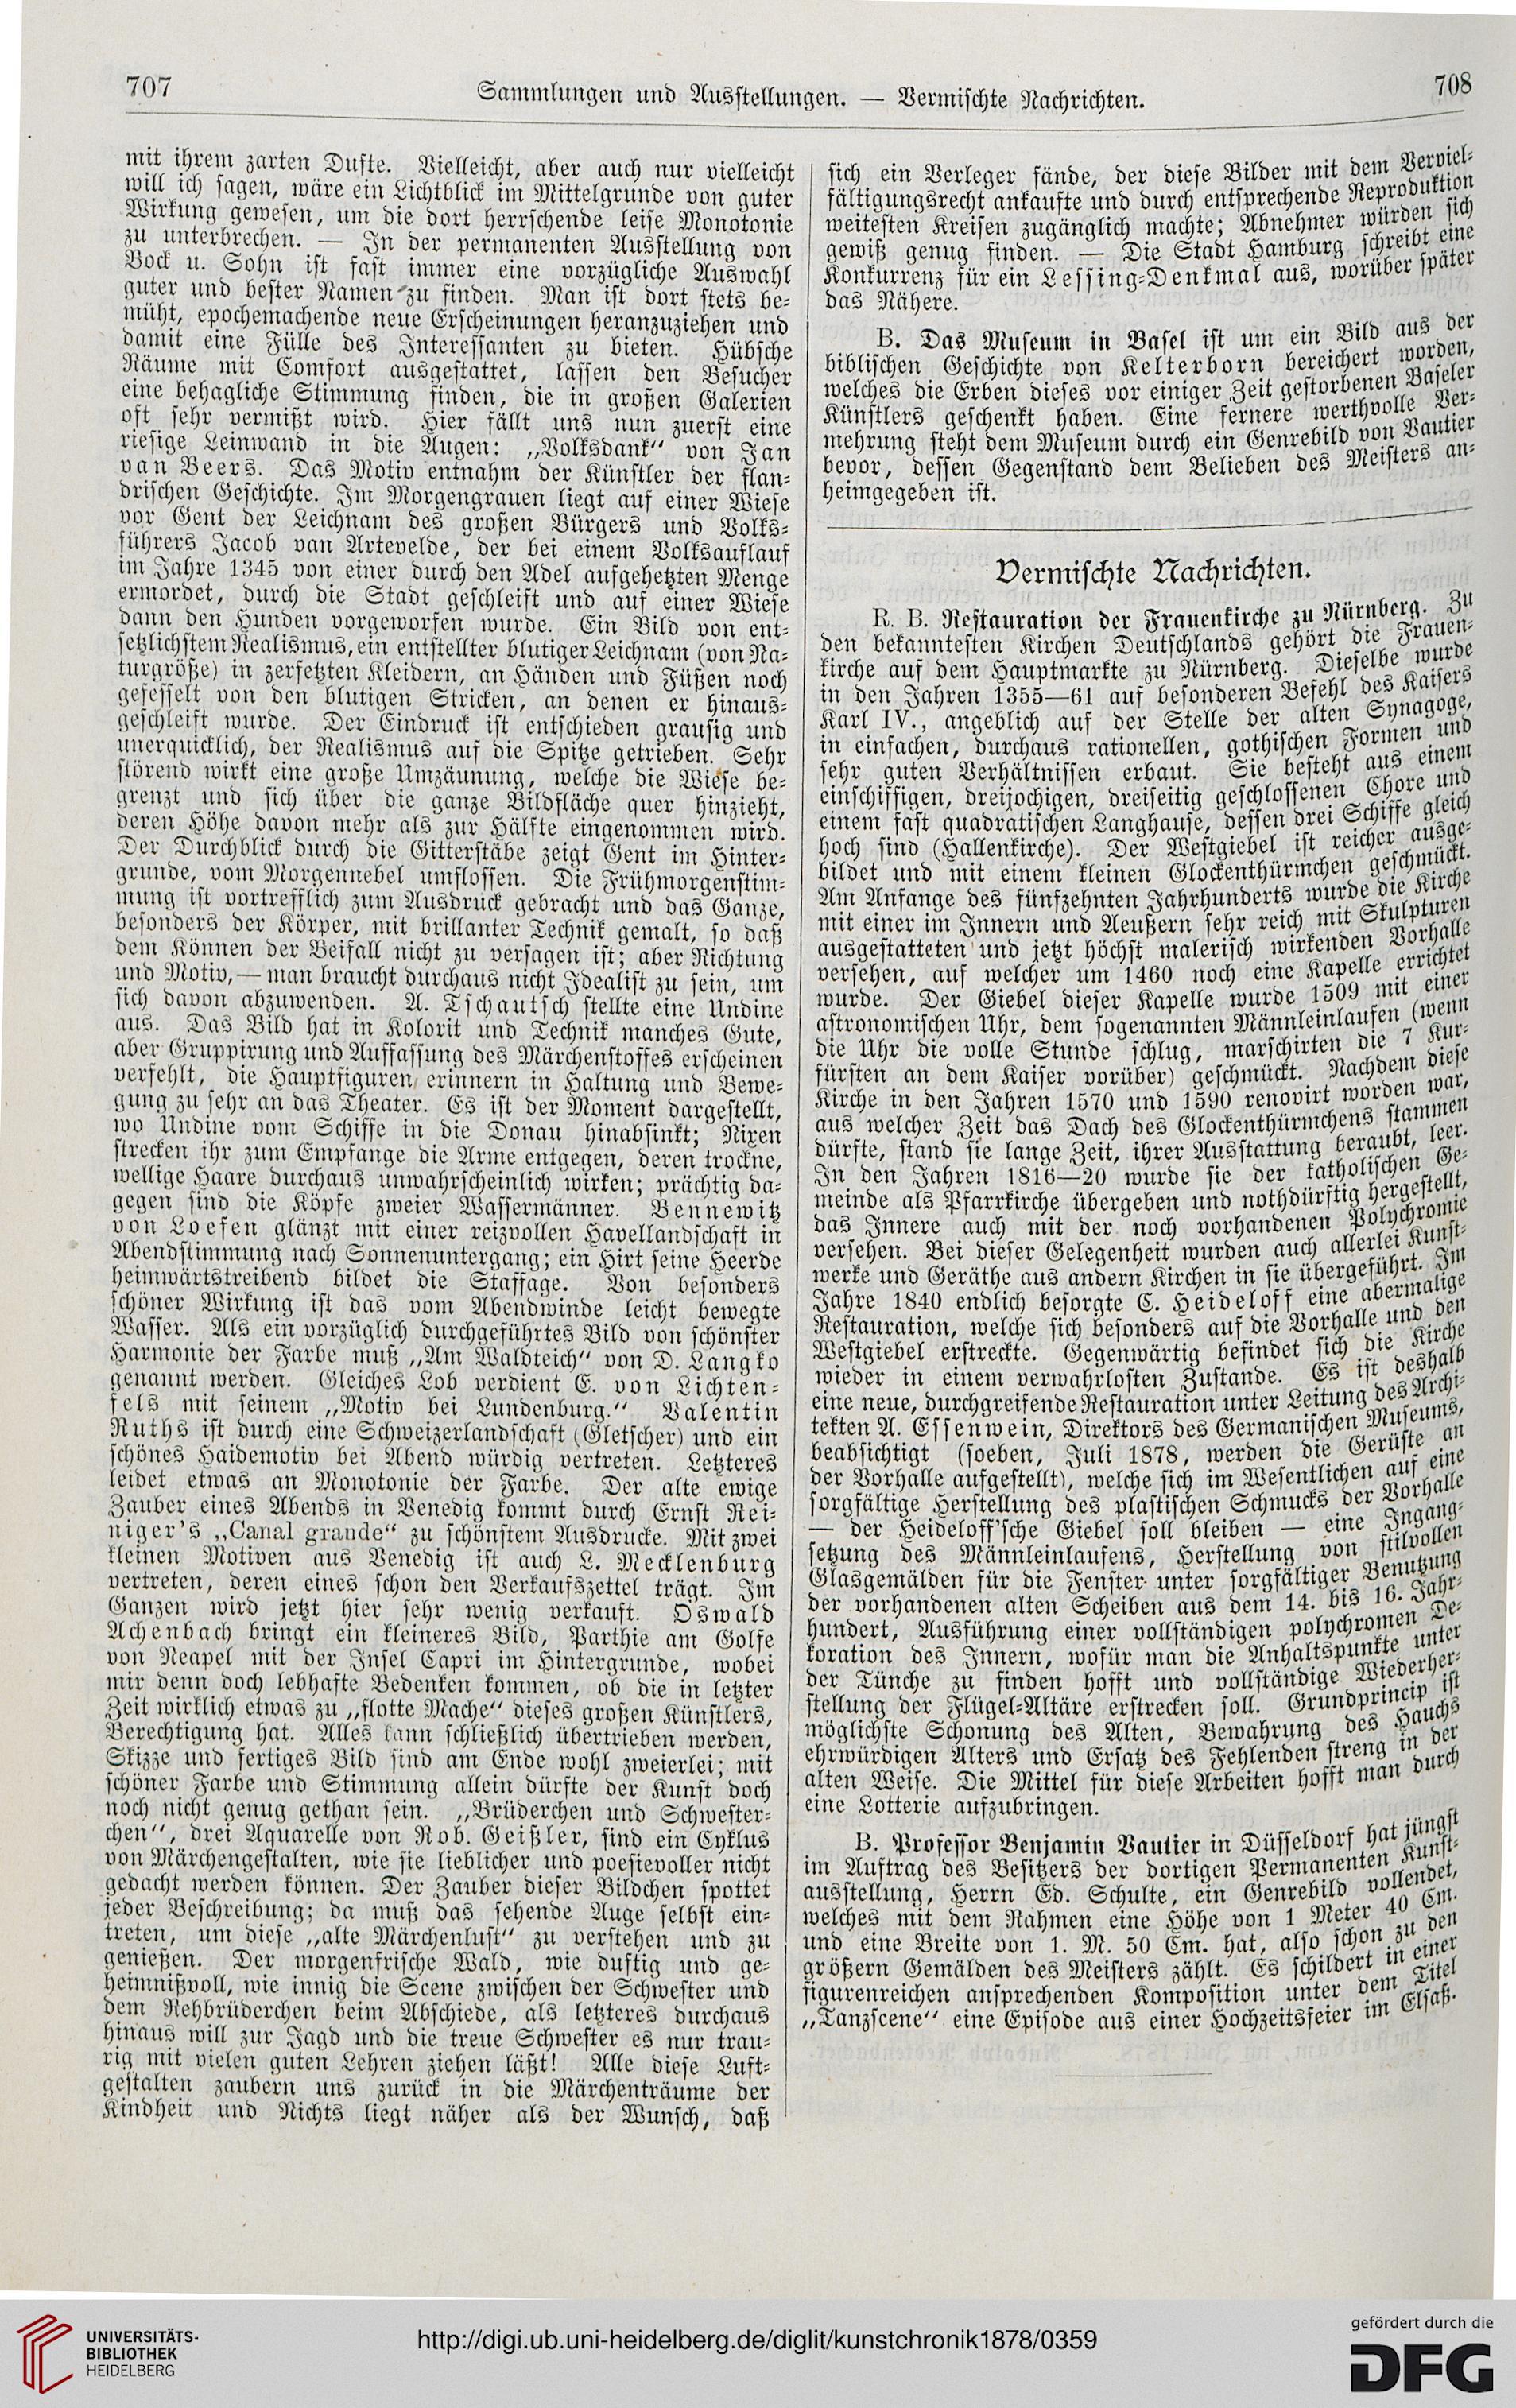 707
Sammlungen und Ausstellungen. — Vermischte Nachrichten.
708
mit ihrem zarten Dufte. Vielleicht, aber auch nur vielleicht
will ich sagen, wäre ein Lichtblick im Mittelgrunde von guter
Wirkung gewesen, um die dort herrschende leise Monotonie
zu unterbrechen. — In der permanenten Ausstellung von
Bock u. Sohn ist fast immer eine vorzügliche Auswahl
guter und bester Namen zu finden. Man ist dort stets be-
müht, epochemachende neue Erscheinungen heranzuziehen und
damit eine Fülle des Interessanten zu bieten. Hübsche
Räume mit Comfort ausgestattet, lassen den Besucher
eine behagliche Stimmung finden, die in großen Galerien
oft sehr vermißt wird. Hier fällt uns nun zuerst eine
riesige Leinwand in die Augen: „Volksdank“ von Jan
van Beers. Das Motiv entnahm der Künstler der flan-
drischen Geschichte. Im Morgengrauen liegt auf einer Wiese
vor Gent der Leichnam des großen Bürgers und Volks-
führers Jacob van Artevelde, der bei einem Volksauflauf
im Jahre 1345 von einer durch den Adel aufgehetzten Menge
ermordet, durch die Stadt geschleift und auf einer Wiese
dann den Hunden vorgeworfen wurde. Ein Bild von ent-
setzlichstem Realismus, ein entstellter blutiger Leichnam (von Na-
turgröße) in zerfetzten Kleidern, an Händen und Füßen noch
gefesselt von den blutigen Stricken, an denen er hinaus-
geschleift wurde. Der Eindruck ist entschieden grausig und
unerquicklich, der Realismus auf die Spitze getrieben. Sehr
störend wirkt eine große Umzäunung, welche die Wiese be-
grenzt und sich über die ganze Bildfläche quer hinzieht,
deren Höhe davon mehr als zur Hälfte eingenommen wird.
Der Durchblick durch die Gitterstäbe zeigt Gent im Hinter-
grunde, vom Morgennebel umflossen. Die Frühmorgenstim-
mung ist vortrefflich zum Ausdruck gebracht und das Ganze,
besonders der Körper, mit brillanter Technik gemalt, so daß
dem Können der Beifall nicht zu versagen ist; aber Richtung
und Motiv, — man braucht durchaus nicht Idealist zu sein, um
sich davon abzuwenden. A. Tschautsch stellte eine Undine
aus. Das Bild hat in Kolorit und Technik manches Gute,
aber Gruppirung und Auffassung des Märchenstoffes erscheinen
verfehlt, die Hauptfiguren erinnern in Haltung und Bewe-
gung zu sehr an das Theater. Es ist der Moment dargestellt,
wo Undine vom Schiffe in die Donau hinabsinkt; Nixen
strecken ihr zum Empfange die Arme entgegen, deren trockne,
wellige Haare durchaus unwahrscheinlich wirken; prächtig da-
gegen sind die Köpfe zweier Wassermänner. Bennewitz
von Loefen glänzt mit einer reizvollen Havellandschaft in
Abendstimmung nach Sonnenuntergang; ein Hirt seine Heerde
heimwärtstreibend bildet die Staffage. Von besonders
schöner Wirkung ist das vom Abendwinde leicht bewegte
Wasser. Als ein vorzüglich durchgeführtes Bild von schönster
Harmonie der Farbe muß „Am Waldteich“ von D. Langko
genannt werden. Gleiches Lob verdient E. von Lichten-
fels mit seinem „Motiv bei Lundenburg.“ Valentin
Ruths ist durch eine Schweizerlandschaft (Gletscher) und ein
schönes Haidemotiv bei Abend würdig vertreten. Letzteres
leidet etwas an Monotonie der Farbe. Der alte ewige
Zauber eines Abends in Venedig kommt durch Ernst Rei-
niger's „Canal grande“ zu schönstem Ausdrucke. Mit zwei
kleinen Motiven aus Venedig ist auch L. Mecklenburg
vertreten, deren eines schon den Verkaufszettel trägt. Im
Ganzen wird jetzt hier sehr wenig verkauft. Oswald
Achenbach bringt ein kleineres Bild, Parthie am Golfe
von Neapel mit der Insel Capri im Hintergrunde, wobei
mir denn doch lebhafte Bedenken kommen, ob die in letzter
Zeit wirklich etwas zu „flotte Mache“ dieses großen Künstlers,
Berechtigung hat. Alles kann schließlich übertrieben werden,
Skizze und fertiges Bild sind am Ende wohl zweierlei; mit
schöner Farbe und Stimmung allein dürfte der Kunst doch
noch nicht genug gethan sein. „Brüderchen und Schwester-
chen“, drei Aquarelle von Rob. Geißler, sind ein Cyklus
von Märchengestalten, wie sie lieblicher und poesievoller nicht
gedacht werden können. Der Zauber dieser Bildchen spottet
jeder Beschreibung; da muß das sehende Auge selbst ein-
treten, um diese „alte Märchenlust“ zu verstehen und zu
genießen. Der morgenfrische Wald, wie duftig und ge-
heimnißvoll, wie innig die Scene zwischen der Schwester und
dem Rehbrüderchen beim Abschiede, als letzteres durchaus
hinaus will zur Jagd und die treue Schwester es nur trau-
rig mit vielen guten Lehren ziehen läßt! Alle diese Luft-
gestalten zaubern uns zurück in die Märchenträume der
Kindheit und Nichts liegt näher als der Wunsch, daß
sich ein Verleger fände, der diese Bilder mit dem Verviel-
fältigungsrecht ankaufte und durch entsprechende Reproduktion
weitesten Kreisen zugänglich machte; Abnehmer würden sich
gewiß genug finden. — Die Stadt Hamburg schreibt eine
Konkurrenz für ein Lessing-Denkmal aus, worüber später
das Nähere.
B. Das Museum in Basel ist um ein Bild aus der
biblischen Geschichte von Kelterborn bereichert worden,
welches die Erben dieses vor einiger Zeit gestorbenen Baseler
Künstlers geschenkt haben. Eine fernere werthvolle Ver-
mehrung steht dem Museum durch ein Genrebild von Vautier
bevor, dessen Gegenstand dem Belieben des Meisters an-
heimgegeben ist.
Vermischte Nachrichten.
R. B. Restauration der Frauenkirche zu Nürnberg. Zu
den bekanntesten Kirchen Deutschlands gehört die Frauen-
kirche auf dem Hauptmarkte zu Nürnberg. Dieselbe wurde
in den Jahren 1355—61 auf besonderen Befehl des Kaisers
Karl IV., angeblich auf der Stelle der alten Synagoge,
in einfachen, durchaus rationellen, gothischen Formen und
sehr guten Verhältnissen erbaut. Sie besteht aus einem
einschiffigen, dreijochigen, dreiseitig geschlossenen Chore und
einem fast quadratischen Langhause, dessen drei Schiffe gleich
hoch sind (Hallenkirche). Der Westgiebel ist reicher ausge-
bildet und mit einem kleinen Glockenthürmchen geschmückt.
Am Anfange des fünfzehnten Jahrhunderts wurde die Kirche
mit einer im Innern und Aeußern sehr reich mit Skulpturen
ausgestatteten und jetzt höchst malerisch wirkenden Vorhalle
versehen, auf welcher um 1460 noch eine Kapelle errichtet
wurde. Der Giebel dieser Kapelle wurde 1509 mit einer
astronomischen Uhr, dem sogenannten Männleinlaufen (wenn
die Uhr die volle Stunde schlug, marschirten die 7 Kur-
fürsten an dem Kaiser vorüber) geschmückt. Nachdem diese
Kirche in den Jahren 1570 und 1590 renovirt worden war,
aus welcher Zeit das Dach des Glockenthürmchens stammen
dürfte, stand sie lange Zeit, ihrer Ausstattung beraubt, leer.
In den Jahren 1816—20 wurde sie der katholischen Ge-
meinde als Pfarrkirche übergeben und nothdürftig hergestellt,
das Innere auch mit der noch vorhandenen Polychromie
versehen. Bei dieser Gelegenheit wurden auch allerlei Kunst-
werke und Geräthe aus andern Kirchen in sie übergeführt. Im
Jahre 1840 endlich besorgte C. Heideloff eine abermalige
Restauration, welche sich besonders auf die Vorhalle und den
Westgiebel erstreckte. Gegenwärtig befindet sich die Kirche
wieder in einem verwahrlosten Zustande. Es ist deshalb
eine neue, durchgreifende Restauration unter Leitung des Archi-
tekten A. Essenwein, Direktors des Germanischen Museums,
beabsichtigt (soeben, Juli 1878, werden die Gerüste an
der Vorhalle aufgestellt), welche sich im Wesentlichen auf eine
sorgfältige Herstellung des plastischen Schmucks der Vorhalle
— der Heideloff'sche Giebel soll bleiben — eine Ingang-
setzung des Männleinlaufens, Herstellung von stilvollen
Glasgemälden für die Fenster unter sorgfältiger Benutzung
der vorhandenen alten Scheiben aus dem 14. bis 16. Jahr-
hundert, Ausführung einer vollständigen polychromen De-
koration des Innern, wofür man die Anhaltspunkte unter
der Tünche zu finden hofft und vollständige Wiederher-
stellung der Flügel-Altäre erstrecken soll. Grundprincip ist
möglichste Schonung des Alten, Bewahrung des Hauchs
ehrwürdigen Alters und Ersatz des Fehlenden streng in der
alten Weise. Die Mittel für diese Arbeiten hofft man durch
eine Lotterie aufzubringen.
B. Professor Benjamin Vautier in Düsseldorf hat jüngst
im Auftrag des Besitzers der dortigen Permanenten Kunst-
ausstellung, Herrn Ed. Schulte, ein Genrebild vollendet,
welches mit dem Rahmen eine Höhe von 1 Meter 40 Cm.
und eine Breite von 1. M. 50 Cm. hat, also schon zu den
größern Gemälden des Meisters zählt. Es schildert in einer
figurenreichen ansprechenden Komposition unter dem Titel
„Tanzscene“ eine Episode aus einer Hochzeitsfeier im Elsaß.
UNIVERSITÄTS-
BIBLIOTHEK
HEIDELBERG
http://digi.ub.uni-heidelberg.de/diglit/kunstchronik1878/0359
gefördert durch die
DFG